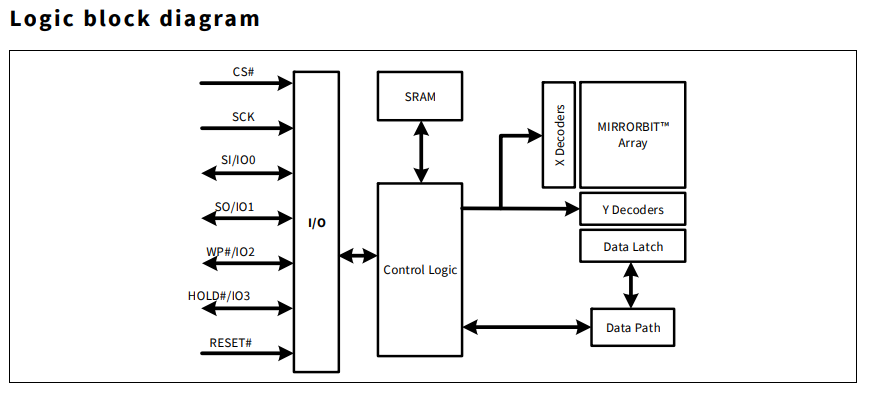 Logic block diagram
CS#
SCK
SI/IO0
SO/IO1
WP#/IO2
HOLD#/IO3
RESET#
I/O
SRAM
Control Logic
X Decoders
MIRRORBIT™
Array
Y Decoders
Data Latch
Data Path